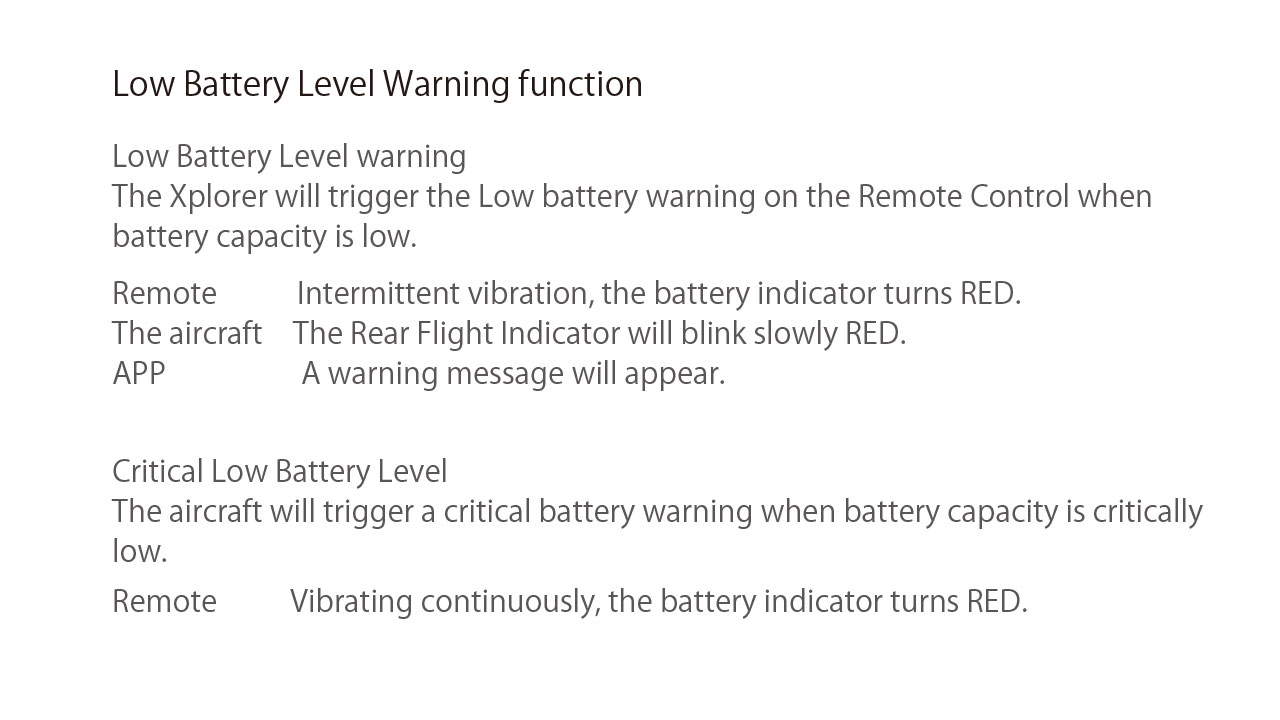 Low Battery Level Warning function
Low Battery Level warning
The Xplorer will trigger the Low battery warning on the Remote Control when
battery capacity is low.
Remote Intermittent vibration, the battery indicator turns RED.
The aircraft The Rear Flight Indicator will blink slowly RED.
APP A warning message will appear.
Critical Low Battery Level
The aircraft will trigger a critical battery warning when battery capacity is critically
low.
Remote Vibrating continuously, the battery indicator turns RED.